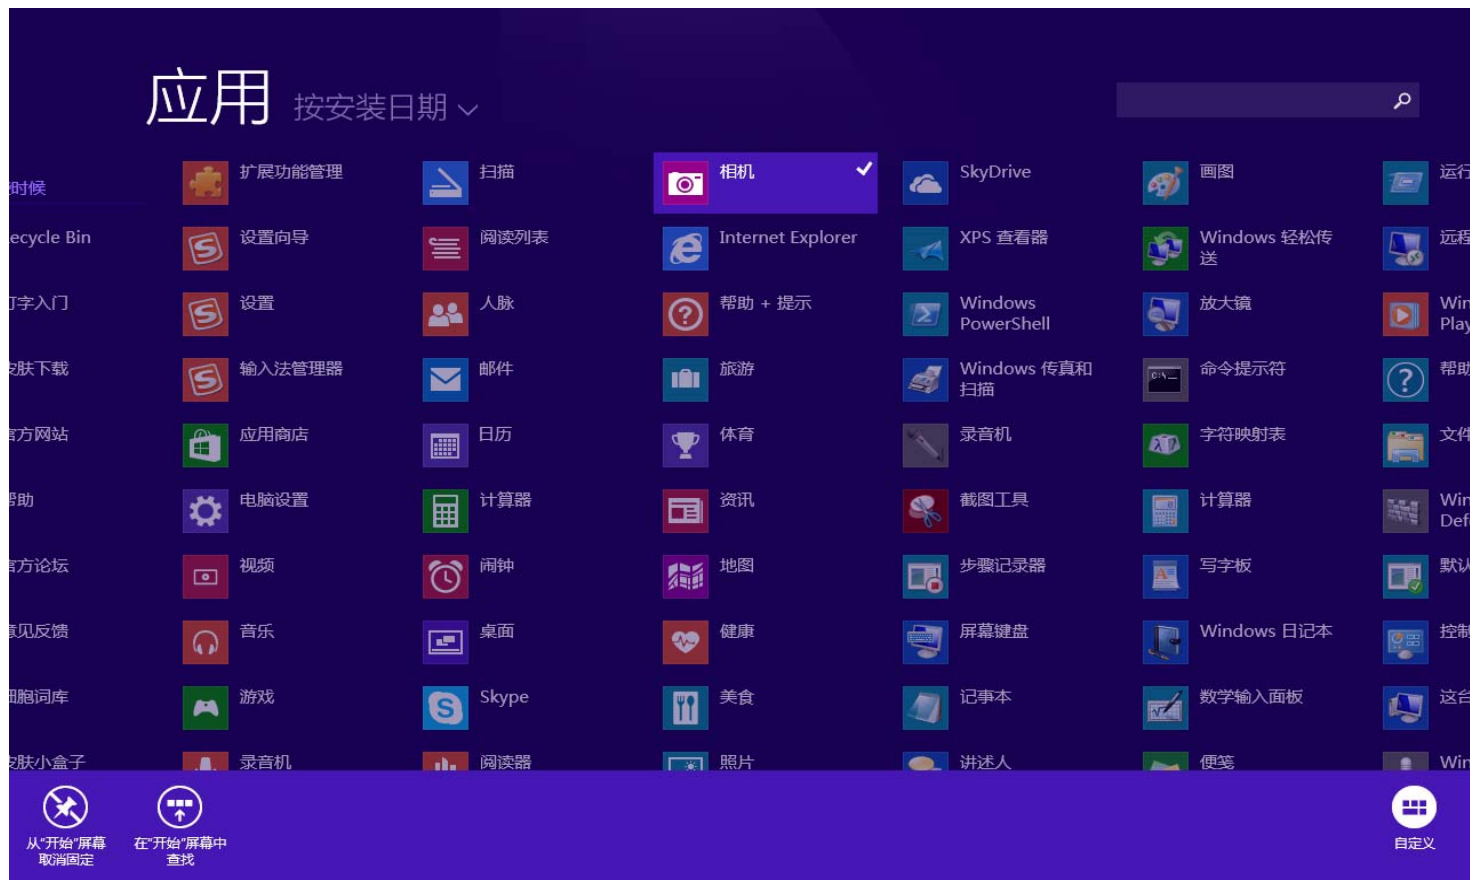 应用 按安装日期
时候
ecycle Bin
字入门
肤下载
方网站
助
方论坛
见反馈
胞词库
肤小盒子
扩展功能管理
设置向导
设置
输入法管理器
应用商店
电脑设置
视频
音乐
游戏
录音机
扫描
阅读列表
人脉
邮件
日历
计算器
闹钟
桌面
Skype
阅读器
相机
Internet Explorer
帮助 + 提示
旅游
体育
资讯
地图
健康
美食
照片
SkyDrive
XPS 查看器
Windows
PowerShell
Windows 传真和
扫描
录音机
截图工具
步骤记录器
屏幕键盘
记事本
讲述人
画图
Windows 轻松传
送
放大镜
命令提示符
C:\_
字符映射表
计算器
写字板
Windows 日记本
数学输入面板
便笺
运行
远程
Win
Play
帮助
文件
Win
Def
默认
控制
这台
Win
从"开始"屏幕
取消固定
在"开始"屏幕中
查找
自定义